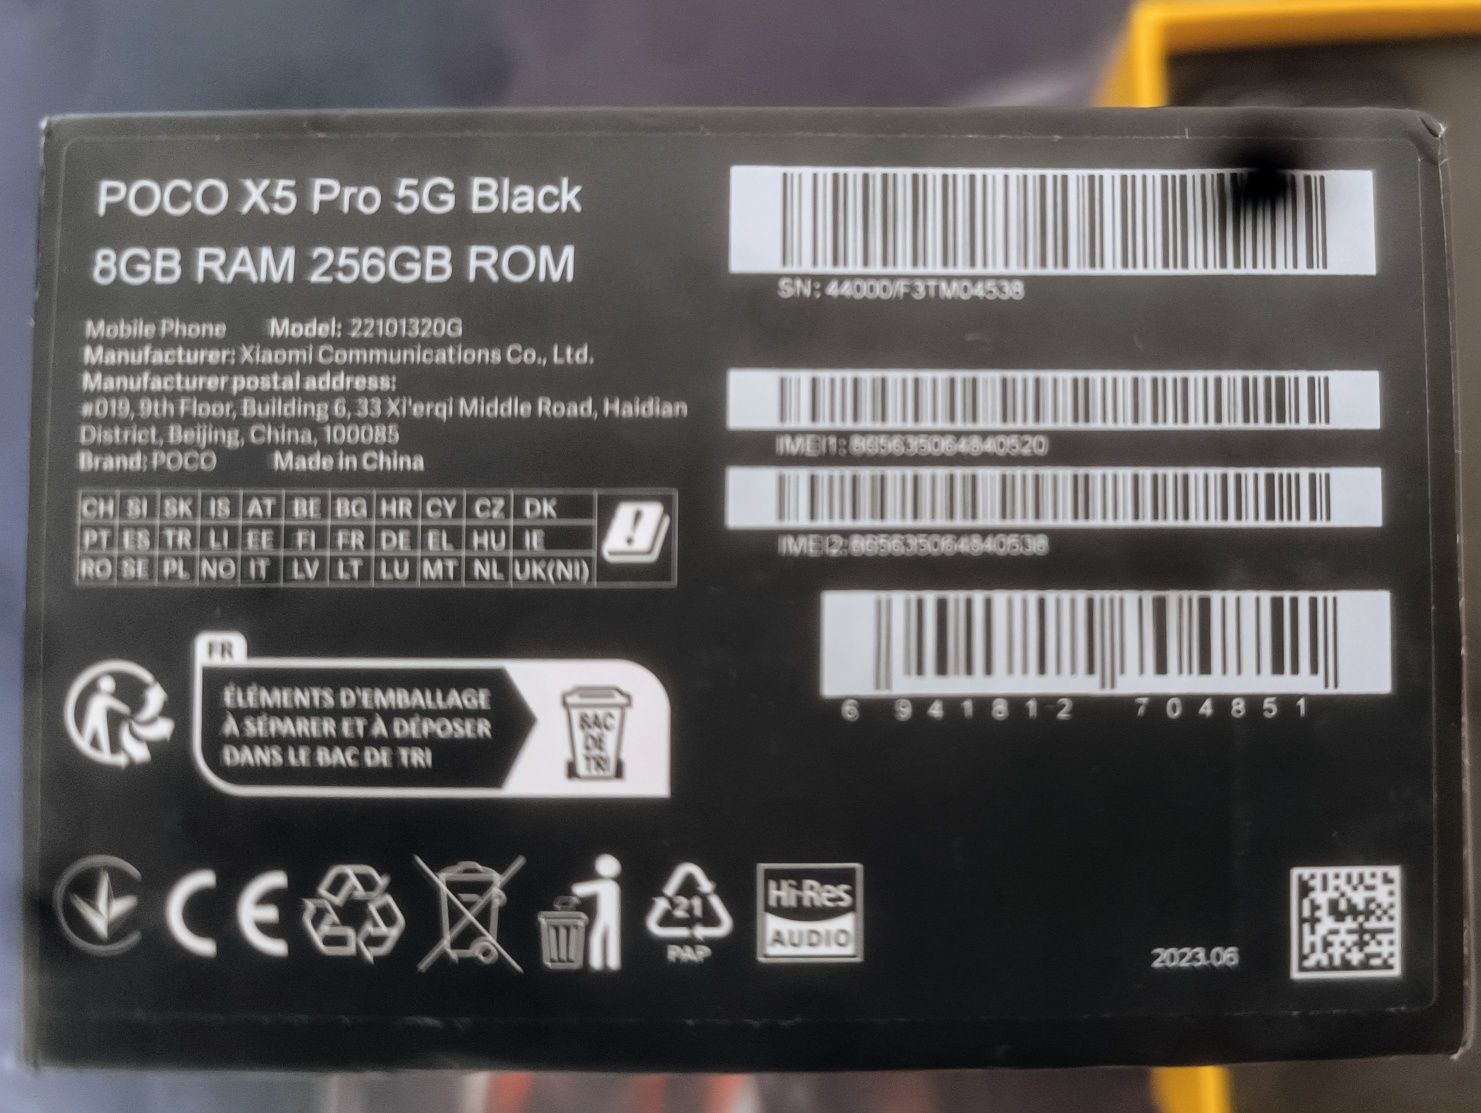 POCO X5 Pro 5G Black
8GB RAM 256GB ROM
Mobile Phone Model: 22101320G
Manufacturer: Xiaomi Communications Co., Ltd.
Manufacturer postal address:
#019, 9th Floor, Building 6, 33 Xi'erqi Middle Road, Haidian
District, Beijing, China, 100085
Brand: POCO Made in China
CH SI SK IS AT BE BG HR CY CZ DK
PT ES TR LI EE FI FR DE EL HU IE
RO SE PL NO IT LV LT LU MT NL UK(NI)
FR
ÉLÉMENTS D'EMBALLAGE
À SÉPARER ET À DÉPOSER
DANS LE BAC DE TRI
BAC
DE
TRI
CE
21
PAP
Hi-Res
AUDIO
SN: 44000/F3TM04538
IMEI1: 865635064840520
IMEI2: 865635064840538
6 941812 704851
2023.06